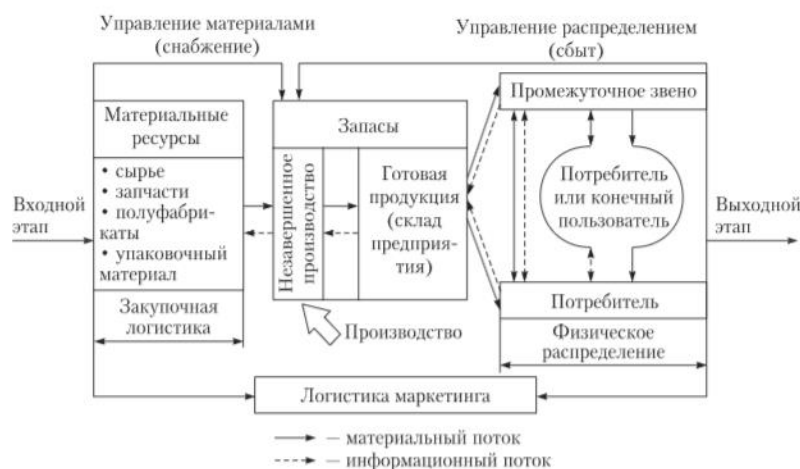 Управление материалами
(снабжение)
Управление распределением
(сбыт)
Материальные
ресурсы
• сырье
• запчасти
• полуфабри-
каты
• упаковочный
материал
Входной
этап
Закупочная
логистика
Запасы
Незавершенное
производство
Готовая
продукция
(склад
предприя-
тия)
Производство
Промежуточное звено
Потребитель
или конечный
пользователь
Потребитель
Физическое
распределение
Выходной
этап
Логистика маркетинга
— материальный поток
— информационный поток